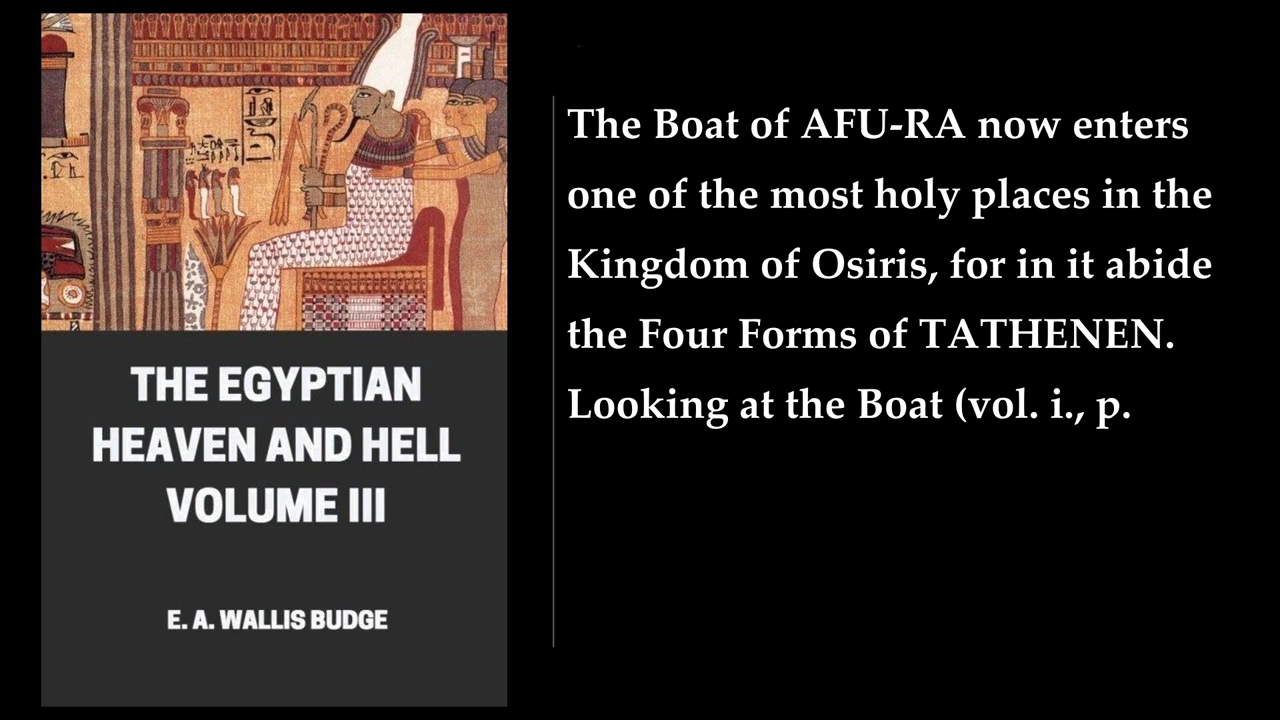 THE EGYPTIAN
HEAVEN AND HELL
VOLUME III
E. A. WALLIS BUDGE
The Boat of AFU-RA now enters
one of the most holy places in the
Kingdom of Osiris, for in it abide
the Four Forms of TATHENEN.
Looking at the Boat (vol. i., p.